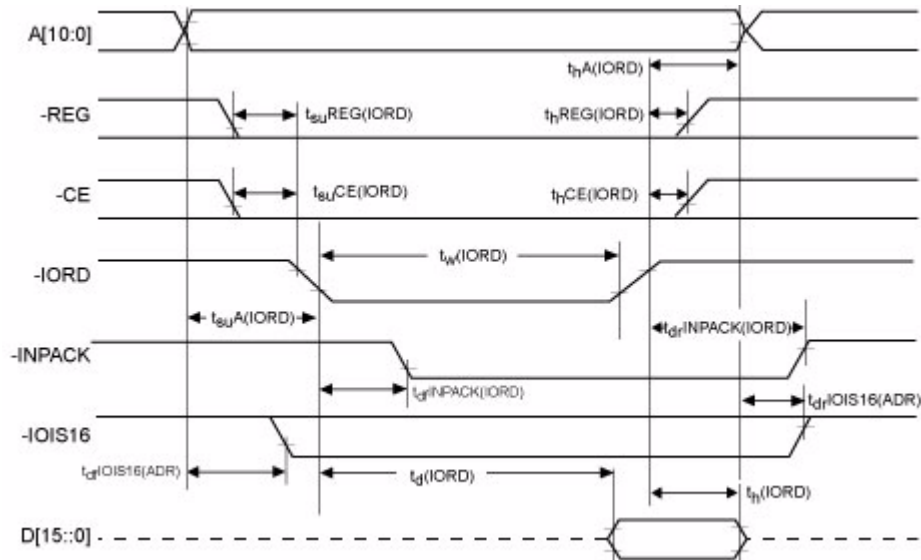 A[10:0]
thA(IORD)
-REG
tsuREG(IORD)
thREG(IORD)
-CE
tsuCE(IORD)
thCE(IORD)
-IORD
tw(IORD)
tsuA(IORD)
tdrINPACK(IORD)
-INPACK
tdfINPACK(IORD)
tdrIOIS16(ADR)
-IOIS16
tdfIOIS16(ADR)
td(IORD)
th(IORD)
D[15::0]